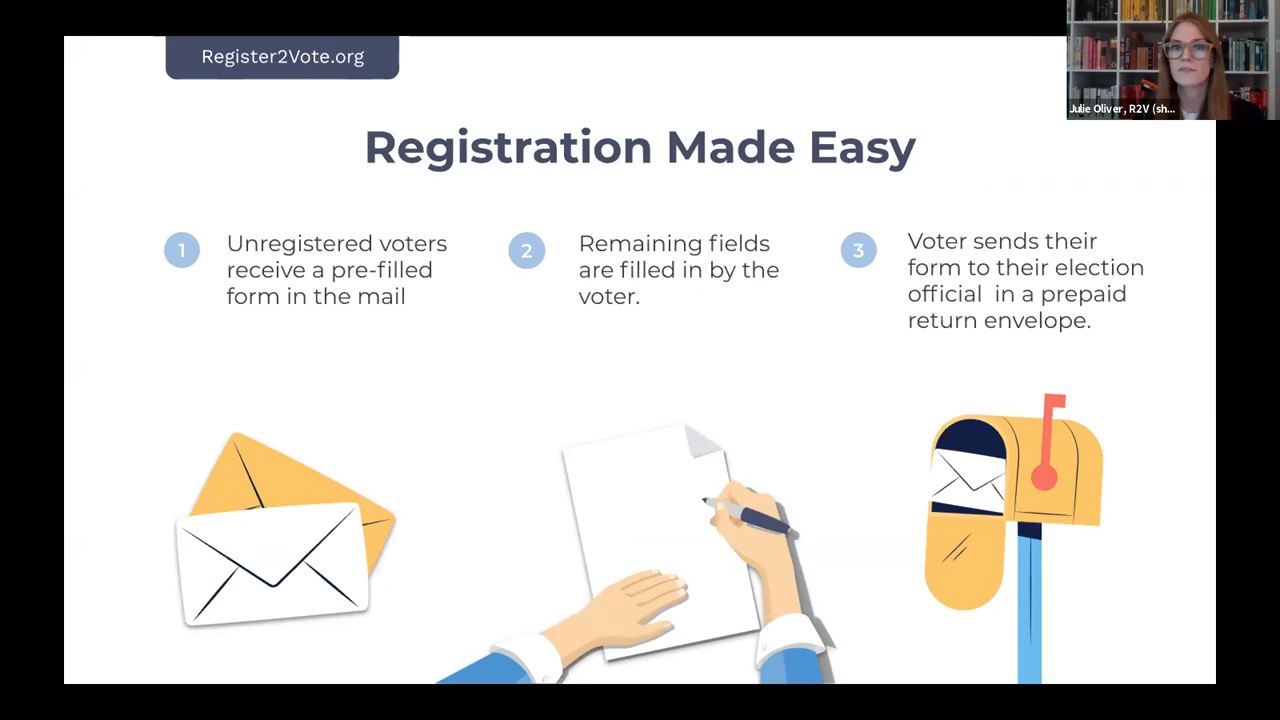 Register2Vote.org
Julie Oliver, R2V (sh...
Registration Made Easy
1
Unregistered voters
receive a pre-filled
form in the mail
2
Remaining fields
are filled in by the
voter.
3
Voter sends their
form to their election
official  in a prepaid
return envelope.